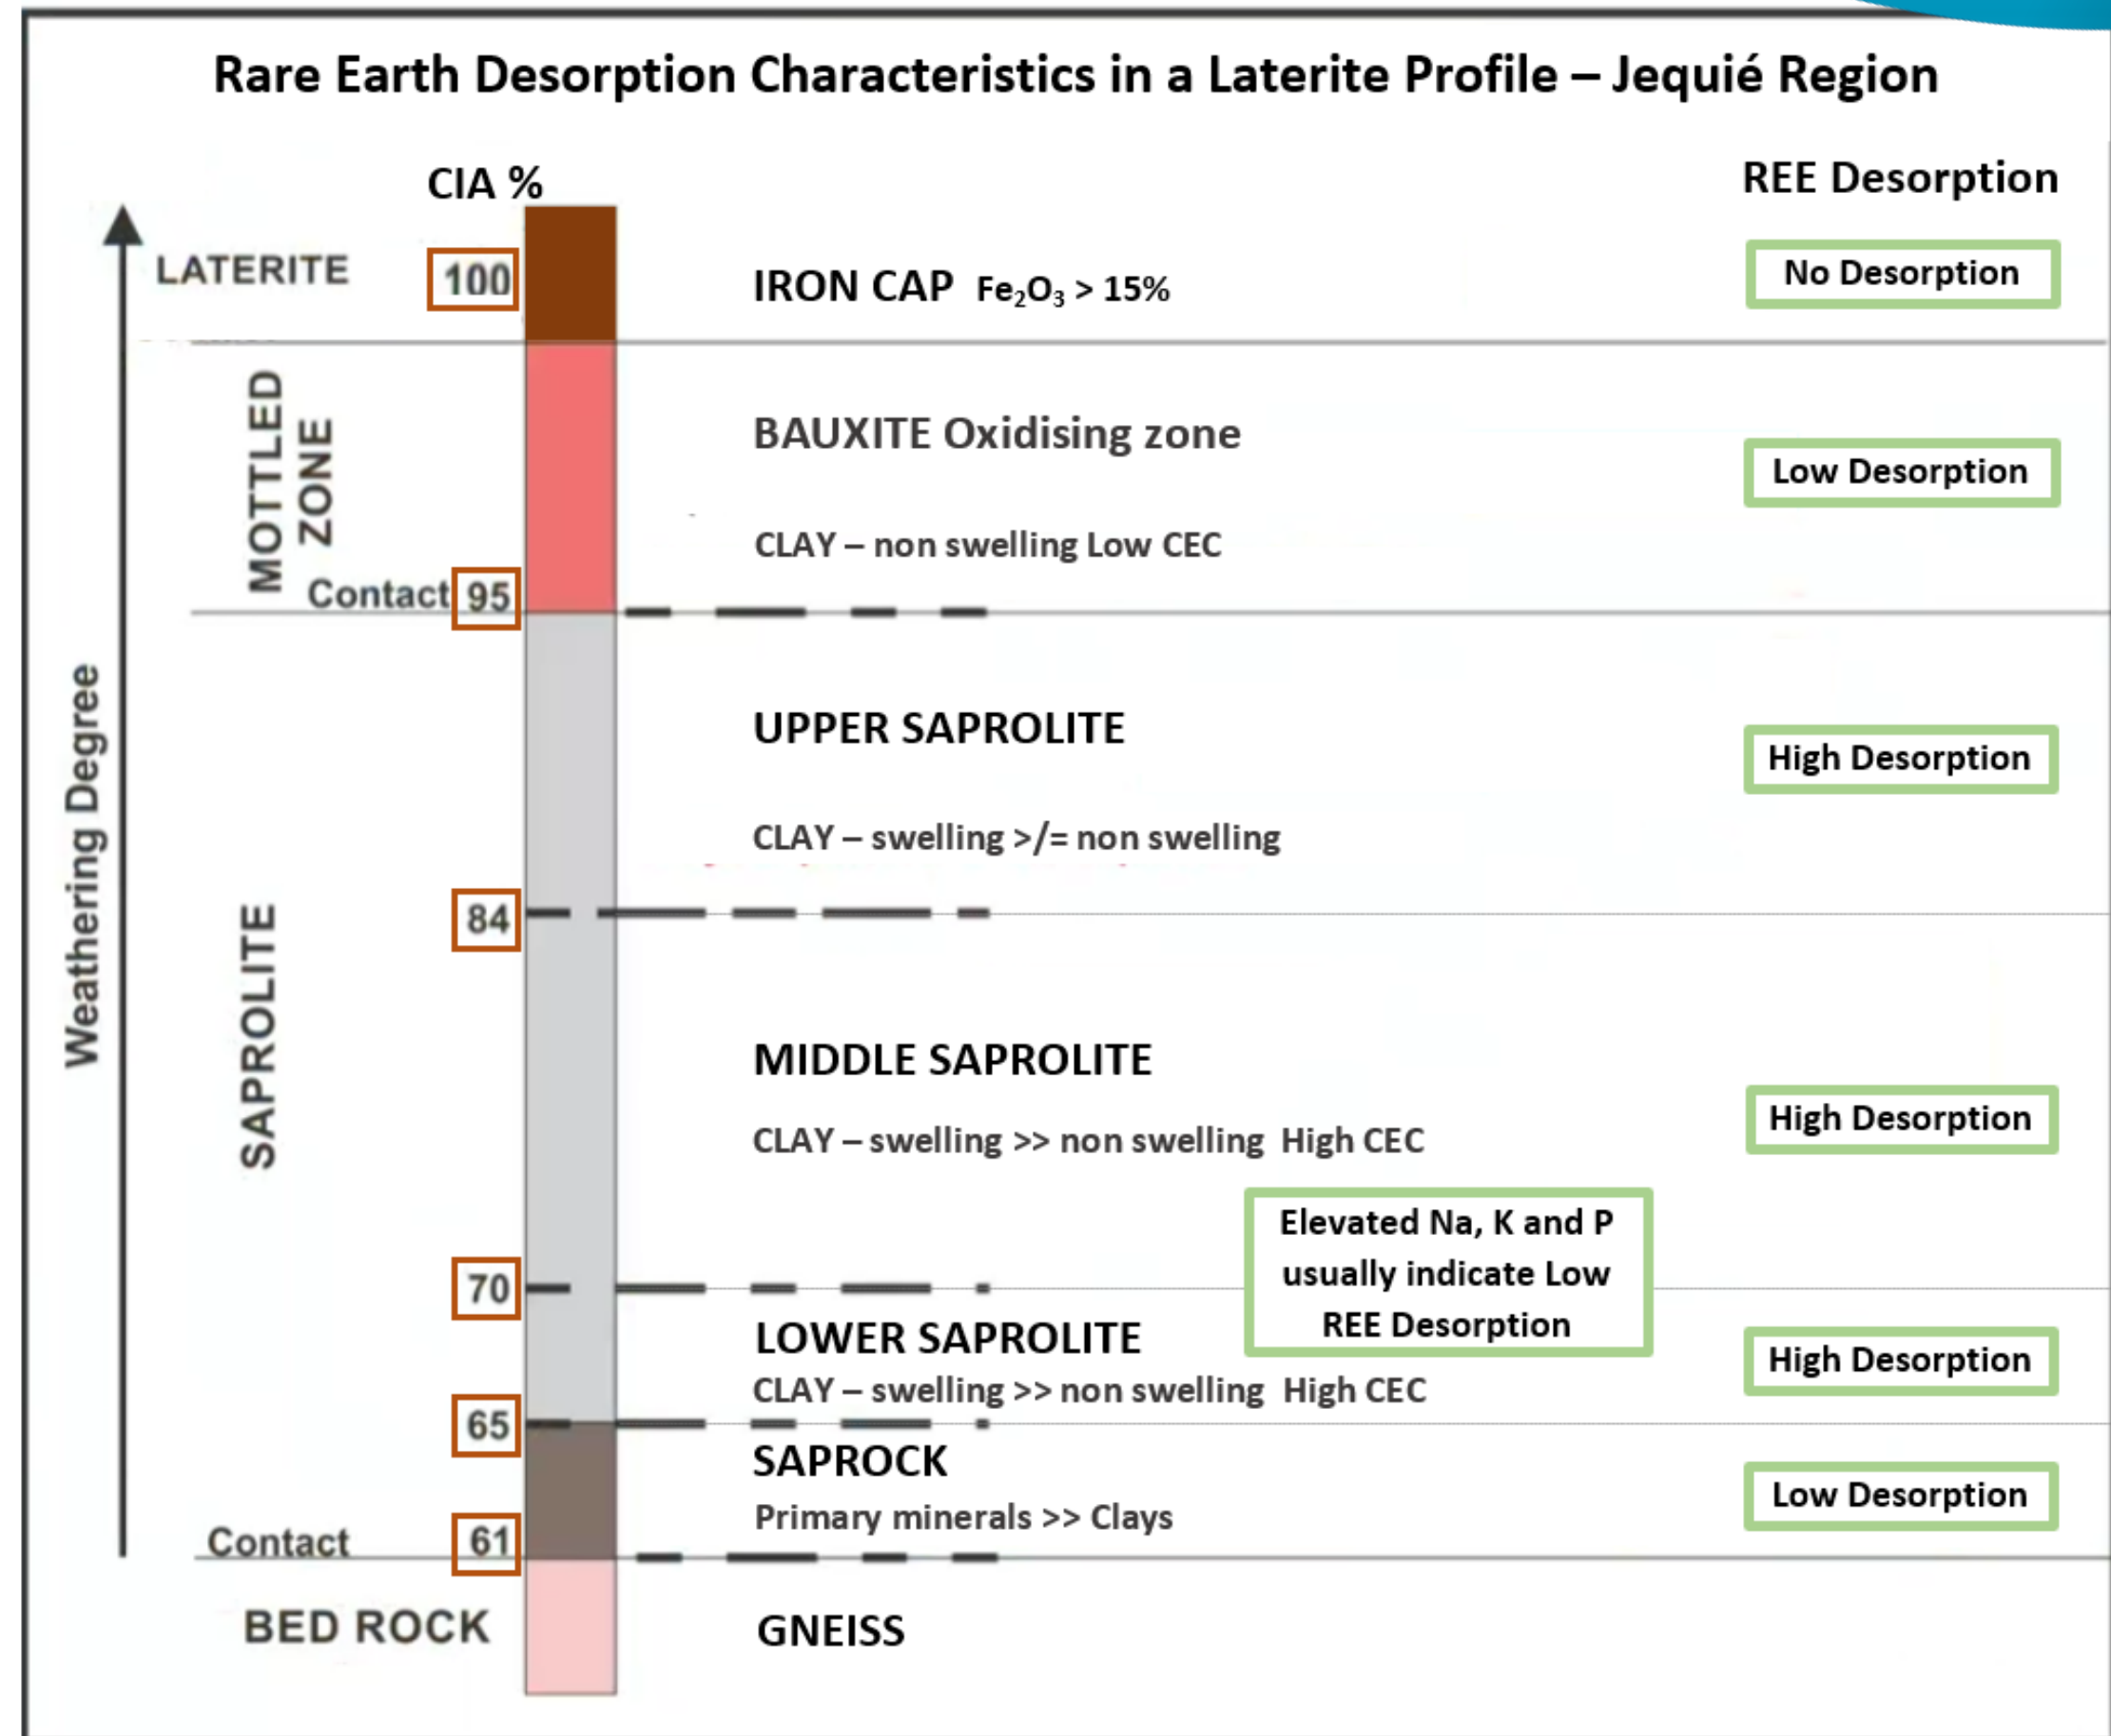 Rare Earth Desorption Characteristics in a Laterite Profile – Jequié Region
CIA %
REE Desorption
LATERITE
100
IRON CAP Fe₂O₃ > 15%
No Desorption
MOTTLED
ZONE
BAUXITE Oxidising zone
Low Desorption
CLAY – non swelling Low CEC
Contact
95
Weathering Degree
SAPROLITE
UPPER SAPROLITE
High Desorption
CLAY – swelling >/= non swelling
84
MIDDLE SAPROLITE
High Desorption
CLAY – swelling >> non swelling High CEC
Elevated Na, K and P
usually indicate Low
REE Desorption
70
LOWER SAPROLITE
High Desorption
CLAY – swelling >> non swelling High CEC
65
SAPROCK
Low Desorption
Primary minerals >> Clays
Contact
61
BED ROCK
GNEISS